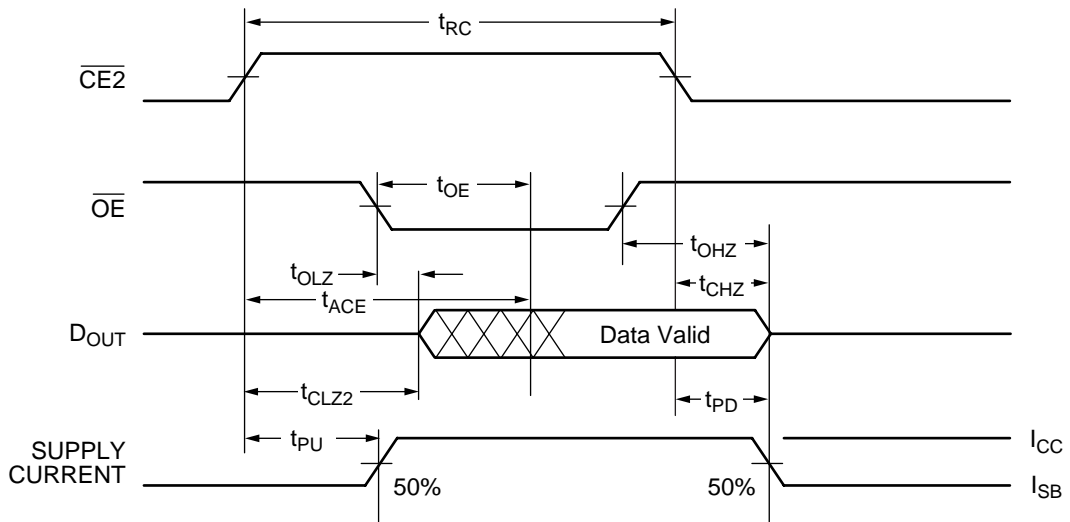 tRC
CE2
tOE
OE
tOHZ
tOLZ
tCHZ
tACE
DOUT
Data Valid
tCLZ2
tPD
tPU
SUPPLY
CURRENT
ICC
50%
50%
ISB